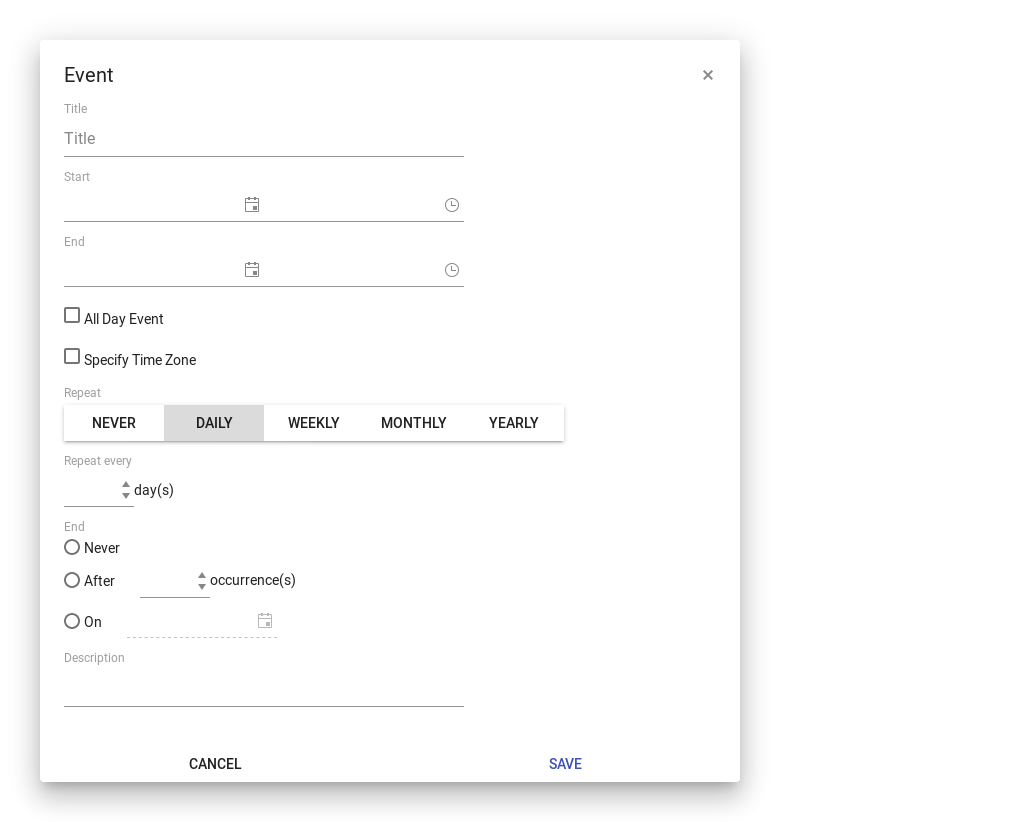 Event
Title
Title
Start
End
All Day Event
Specify Time Zone
Repeat
NEVER DAILY WEEKLY MONTHLY YEARLY
Repeat every
day(s)
End
Never
After occurrence(s)
On
Description
CANCEL SAVE